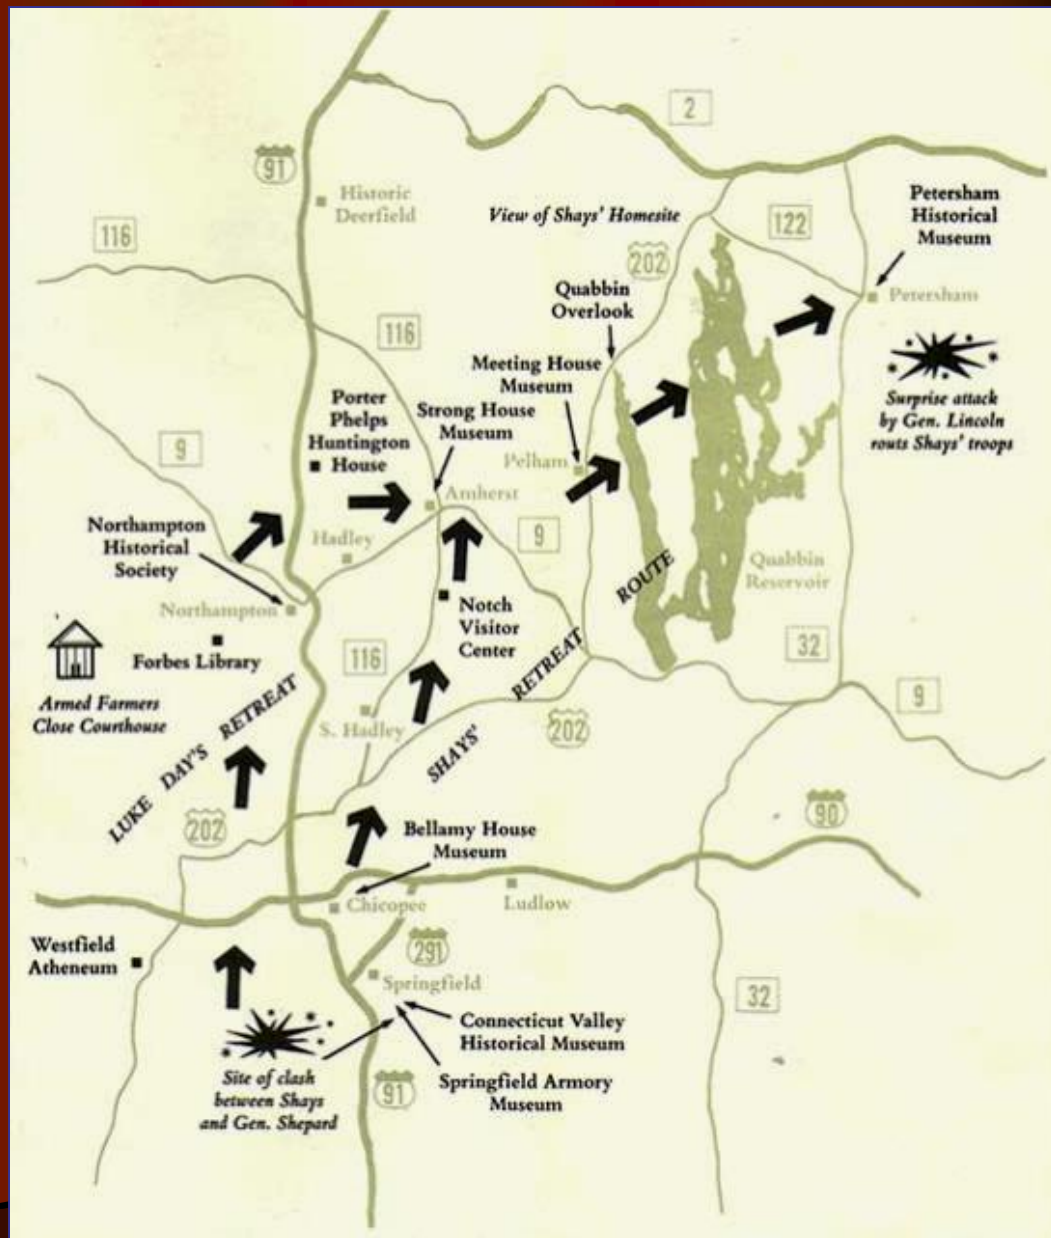 2
91
Historic
Deerfield
Petersham
Historical
Museum
View of Shays' Homesite
122
116
202
Quabbin
Overlook
Petersham
116
Meeting House
Museum
Porter
Phelps
Huntington
House
Strong House
Museum
Surprise attack
by Gen. Lincoln
routs Shays' troops
9
Pelham
Amherst
Northampton
Historical
Society
Hadley
9
Quabbin
Reservoir
ROUTE
Northampton
Notch
Visitor
Center
Forbes Library
116
32
Armed Farmers
Close Courthouse
LUKE DAY'S RETREAT
S. Hadley
SHAYS' RETREAT
202
9
202
90
Bellamy House
Museum
Chicopee
Ludlow
Westfield
Atheneum
291
Springfield
32
Connecticut Valley
Historical Museum
Site of clash
between Shays
and Gen. Shepard
91
Springfield Armory
Museum